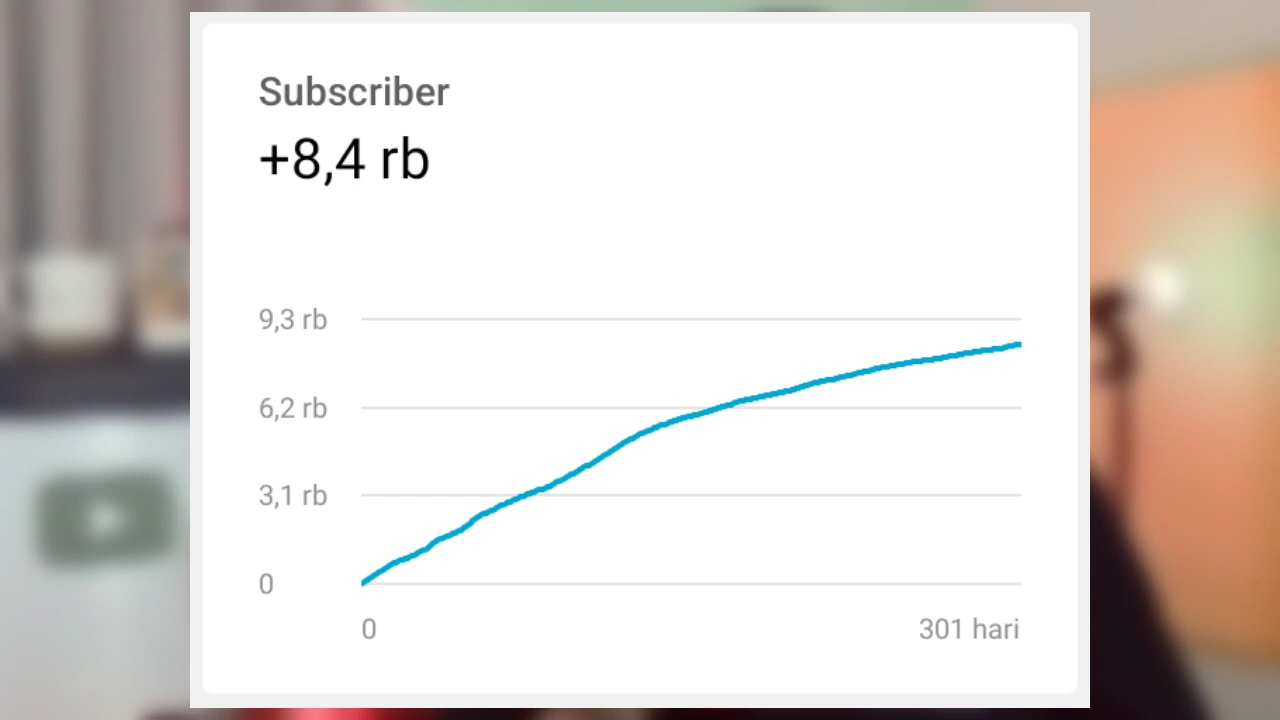 Subscriber
+8,4 rb
9,3 rb
6,2 rb
3,1 rb
0
0
301 hari